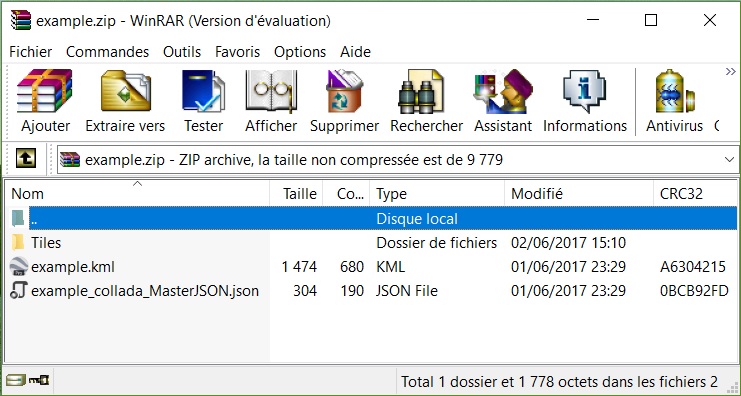 example.zip - WinRAR (Version d'évaluation)
Fichier Commandes Outils Favoris Options Aide
Ajouter Extraire vers Tester Afficher Supprimer Rechercher Assistant Informations Antivirus C
example.zip - ZIP archive, la taille non compressée est de 9 779
Nom Taille Co... Type Modifié CRC32
.. Disque local
Tiles Dossier de fichiers 02/06/2017 15:10
example.kml 1 474 680 KML 01/06/2017 23:29 A6304215
example_collada_MasterJSON.json 304 190 JSON File 01/06/2017 23:29 0BCB92FD
Total 1 dossier et 1 778 octets dans les fichiers 2